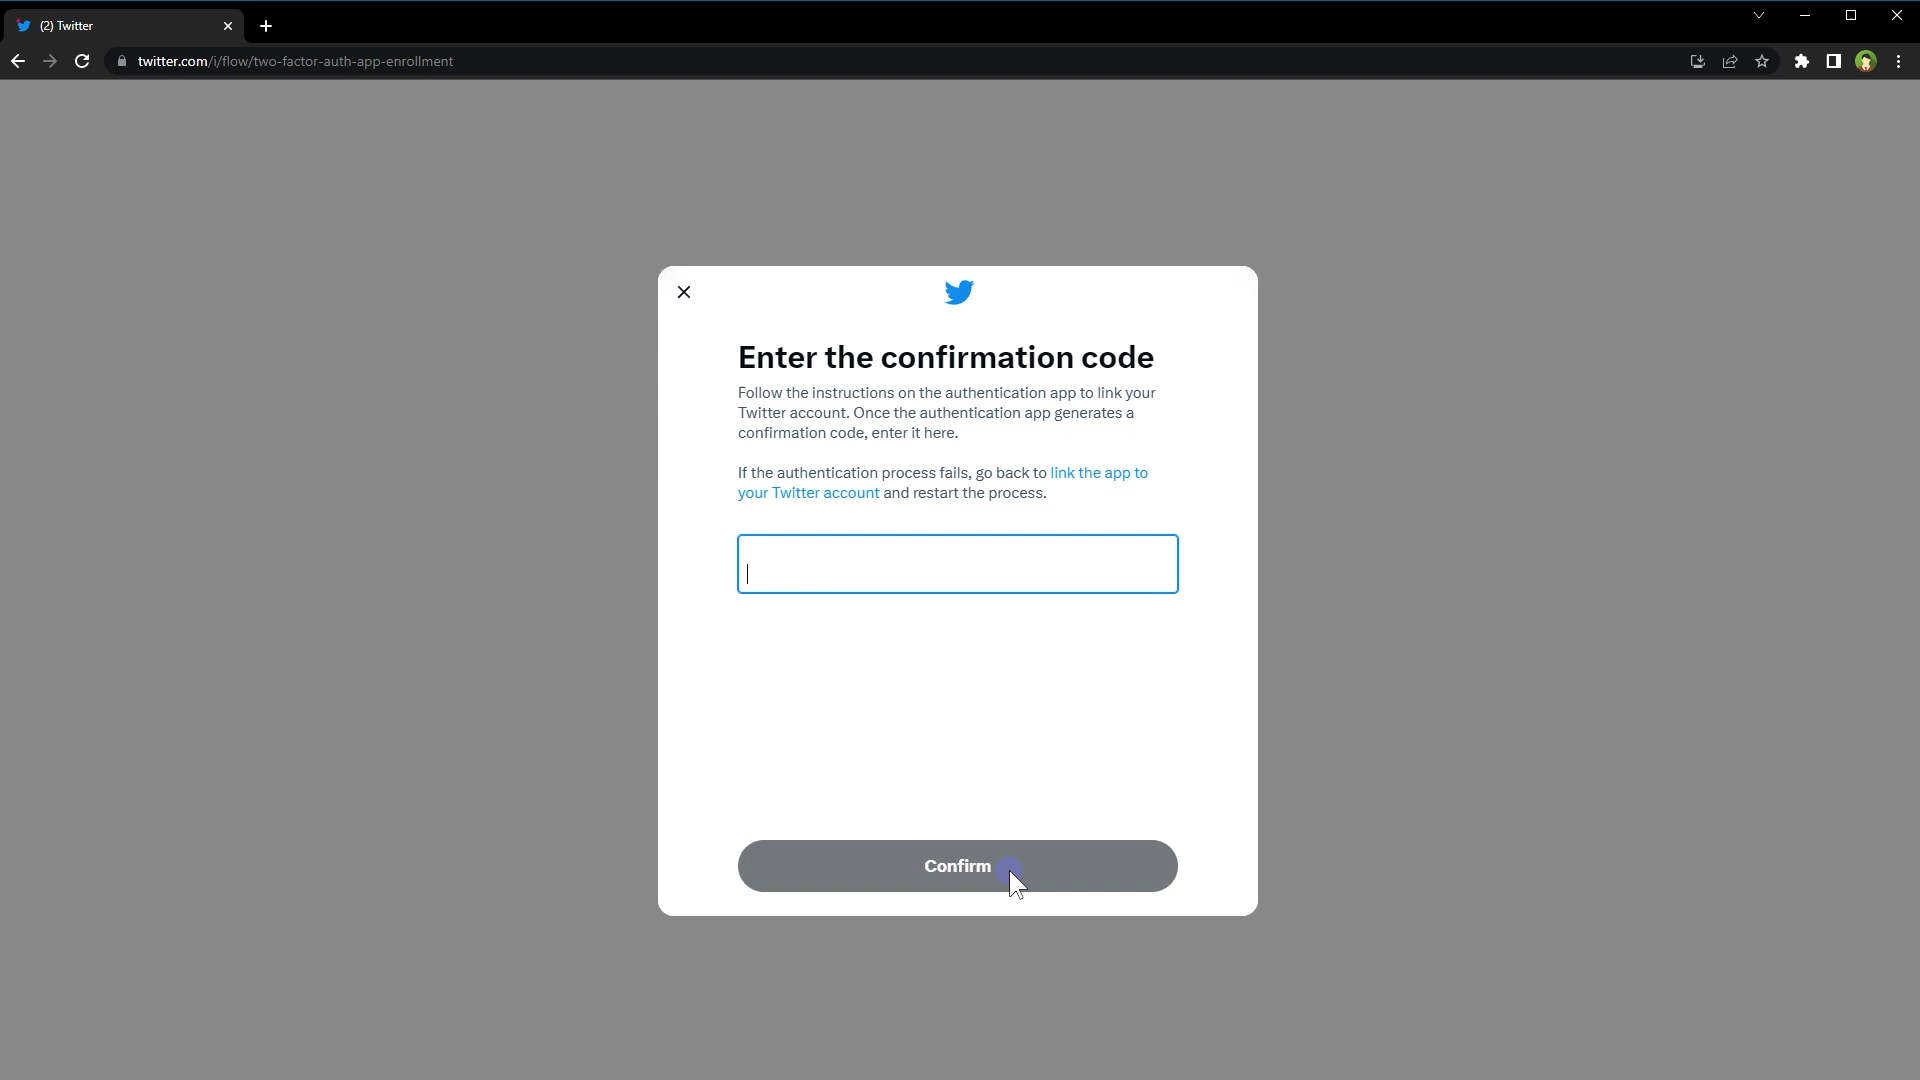 (2) Twitter
twitter.com/i/flow/two-factor-auth-app-enrollment
Enter the confirmation code
Follow the instructions on the authentication app to link your
Twitter account. Once the authentication app generates a
confirmation code, enter it here.
If the authentication process fails, go back to link the app to
your Twitter account and restart the process.
Confirm